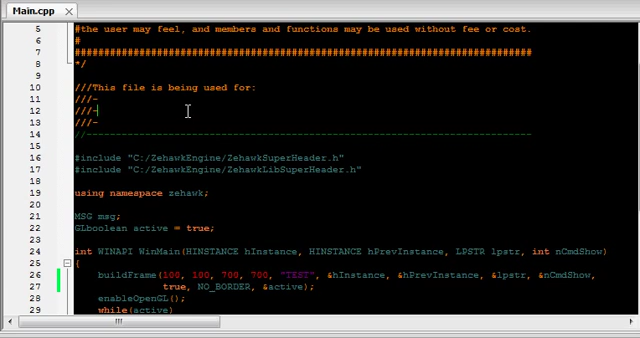 Main.cpp
5 #the user may feel, and members and functions may be used without fee or cost.
6 #
7 ##############################################################################
8 */
9
10 ///This file is being used for:
11 ///-
12 ///-
13 ///-
14 //----------------------------------------------------------------------------
15
16 #include "C:/ZehawkEngine/ZehawkSuperHeader.h"
17 #include "C:/ZehawkEngine/ZehawkLibSuperHeader.h"
18
19 using namespace zehawk;
20
21 MSG msg;
22 GLboolean active = true;
23
24 int WINAPI WinMain(HINSTANCE hInstance, HINSTANCE hPrevInstance, LPSTR lpstr, int nCmdShow)
25 {
26 buildFrame(100, 100, 700, 700, "TEST", &hInstance, &hPrevInstance, &lpstr, &nCmdShow,
27 true, NO_BORDER, &active);
28 enableOpenGL();
29 while(active)